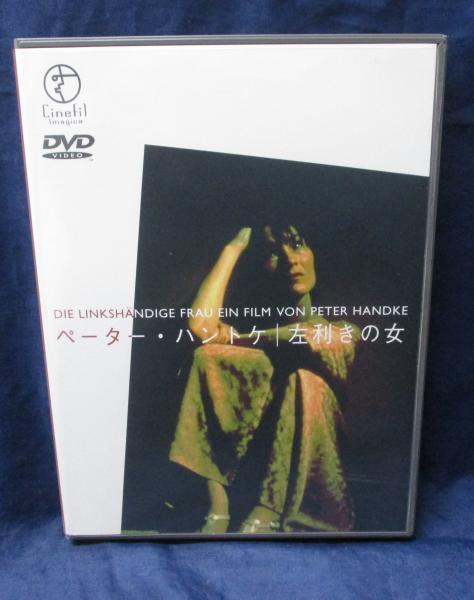 Cinefil
Imagica
DVD
VIDEO
DIE LINKSHÄNDIGE FRAU EIN FILM VON PETER HANDKE
ペーター・ハントケ|左利きの女